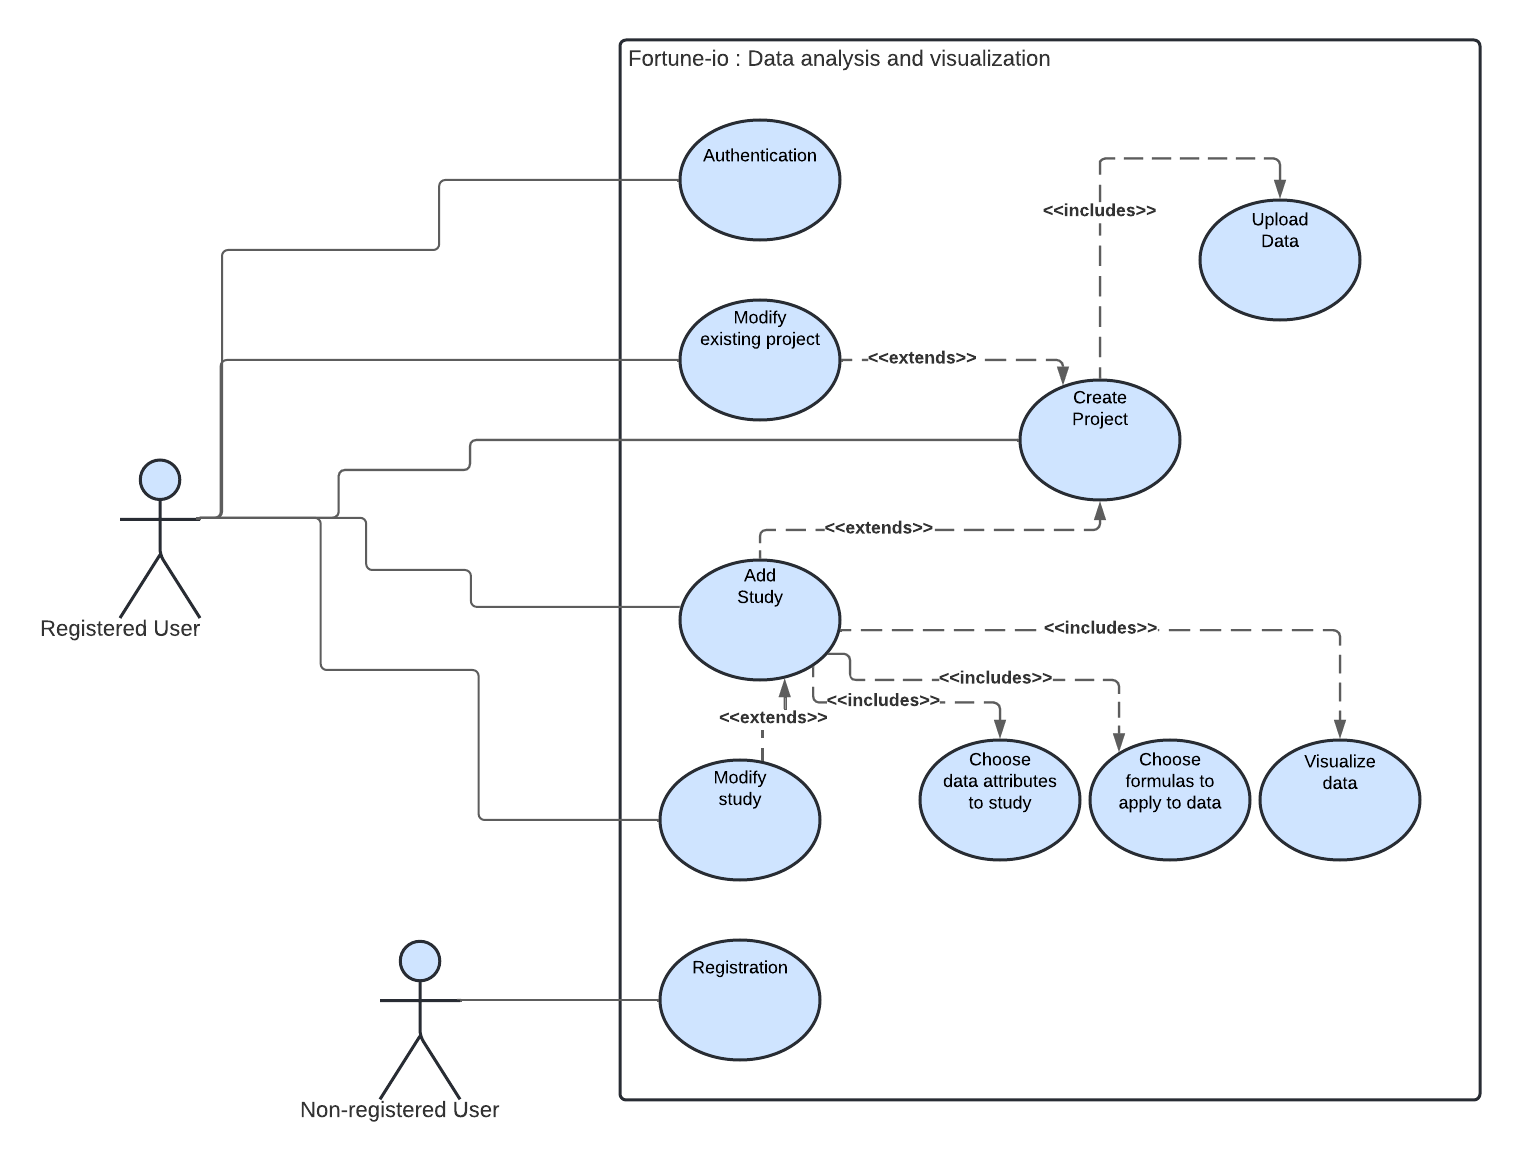 Fortune-io : Data analysis and visualization
Authentication
<<includes>>
Upload
Data
Modify
existing project
<<extends>>
Create
Project
Registered User
<<extends>>
Add
Study
<<includes>>
<<includes>>
<<includes>>
<<extends>>
Modify
study
Choose
data attributes
to study
Choose
formulas to
apply to data
Visualize
data
Registration
Non-registered User